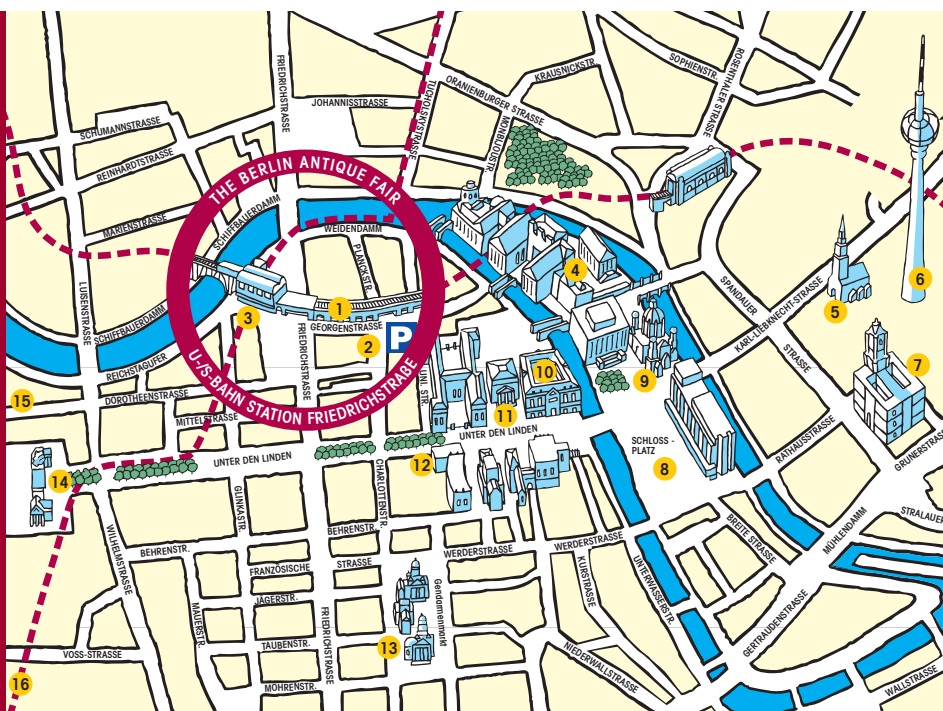 FRIEDRICHSTRASSE
ROSENTHALER STRASSE
SOPHIENSTR.
KRAUSNICKSTR.
ORANIENBURGER STRASSE
TUCHOLSKYSTRASSE
JOHANNISSTRASSE
MONBIJOUSTR.
SCHUMANNSTRASSE
REINHARDTSTRASSE
THE BERLIN ANTIQUE FAIR
MARIENSTRASSE
SCHIFFBAUERDAMM
WEIDENDAMM
PLANCKSTR.
LUISENSTRASSE
SCHIFFBAUERDAMM
4
6
5
SPANDAUER
STRASSE
KARL-LIEBKNECHT-STRASSE
1
3
GEORGENSTRASSE
2
P
FRIEDRICHSTRASSE
U-/S-BAHN STATION FRIEDRICHSTRAßE
REICHSTAGUFER
DOROTHEENSTRASSE
MITTELSTRASSE
UNI. STR.
15
10
9
7
11
UNTER DEN LINDEN
UNTER DEN LINDEN
12
SCHLOSS -
PLATZ
8
RATHAUSSTRASSE
GRUNERSTRASSE
14
GLINKASTR.
CHARLOTTENSTR.
WILHELMSTRASSE
BEHRENSTR.
BEHRENSTR.
WERDERSTRASSE
WERDERSTRASSE
BREITE STRASSE
MÜHLENDAMM
STRALAUER
FRANZÖSISCHE
STRASSE
JÄGERSTR.
MAUERSTR.
FRIEDRICHSTRASSE
TAUBENSTR.
Gendarmenmarkt
KURSTRASSE
UNTERWASSERSTR.
GERTRAUDENSTRASSE
13
VOSS-STRASSE
MOHRENSTR.
NIEDERWALLSTRASSE
WALLSTRASSE
16